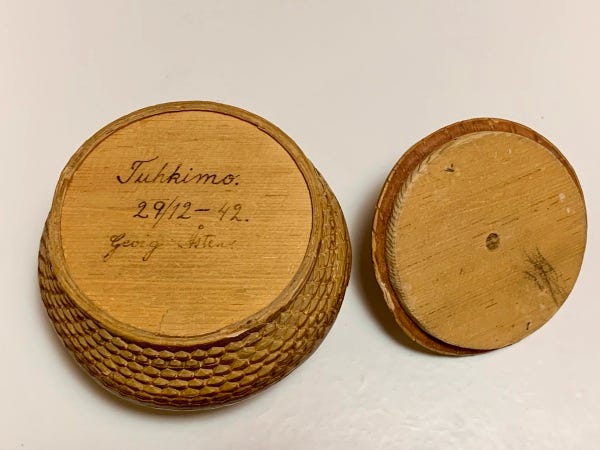 Tuhkimo.
29/12 – 42.
Georg